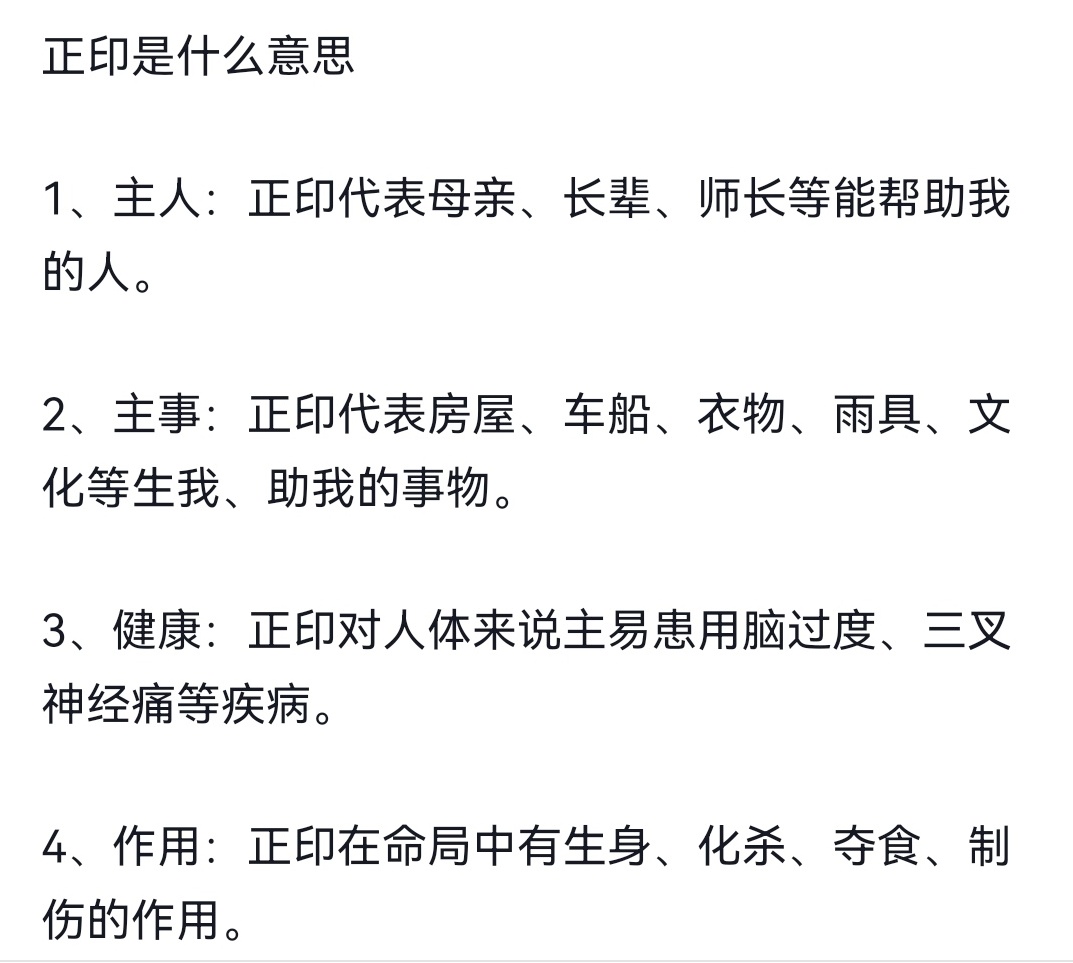 正印是什么意思
1、主人：正印代表母亲、长辈、师长等能帮助我
的人。
2、主事：正印代表房屋、车船、衣物、雨具、文
化等生我、助我的事物。
3、健康：正印对人体来说主易患用脑过度、三叉
神经痛等疾病。
4、作用：正印在命局中有生身、化杀、夺食、制
伤的作用。